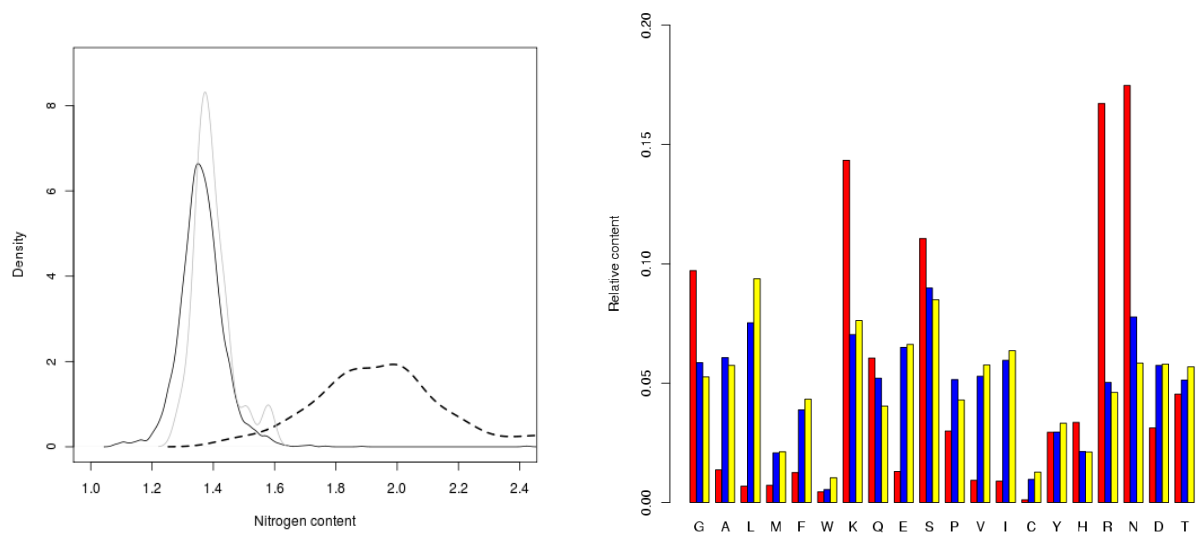 Density
8
6
4
2
0
1.0 1.2 1.4 1.6 1.8 2.0 2.2 2.4
Nitrogen content
Relative content
0.20
0.15
0.10
0.05
0.00
G A L M F W K Q E S P V I C Y H R N D T